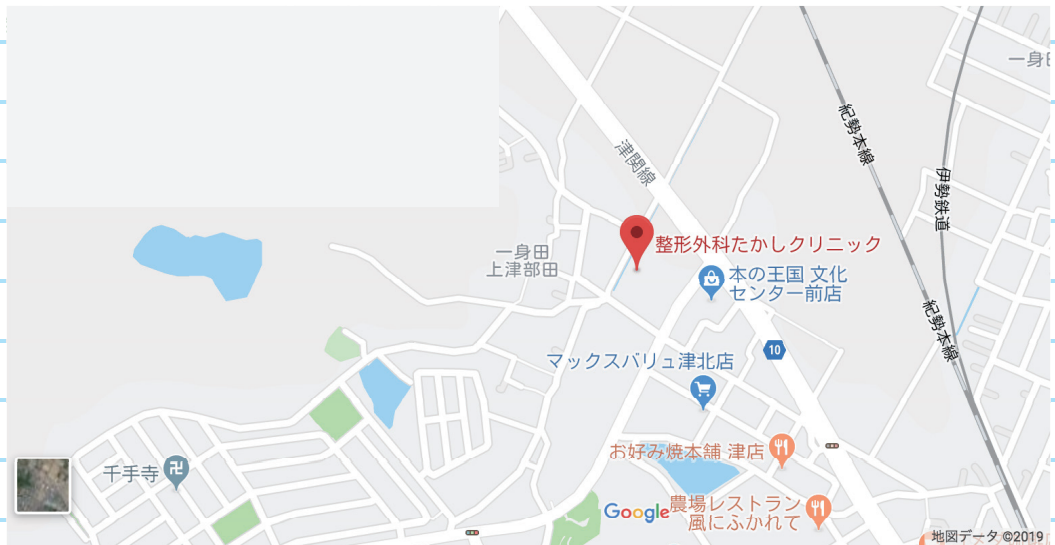 一身
紀勢本線
津関線
伊勢鉄道
整形外科たかしクリニック
一身田
上津部田
本の王国 文化
センター前店
紀勢本線
10
マックスバリュ津北店
お好み焼本舗 津店
千手寺
卍
Google
農場レストラン
風にふかれて
地図データ ©2019